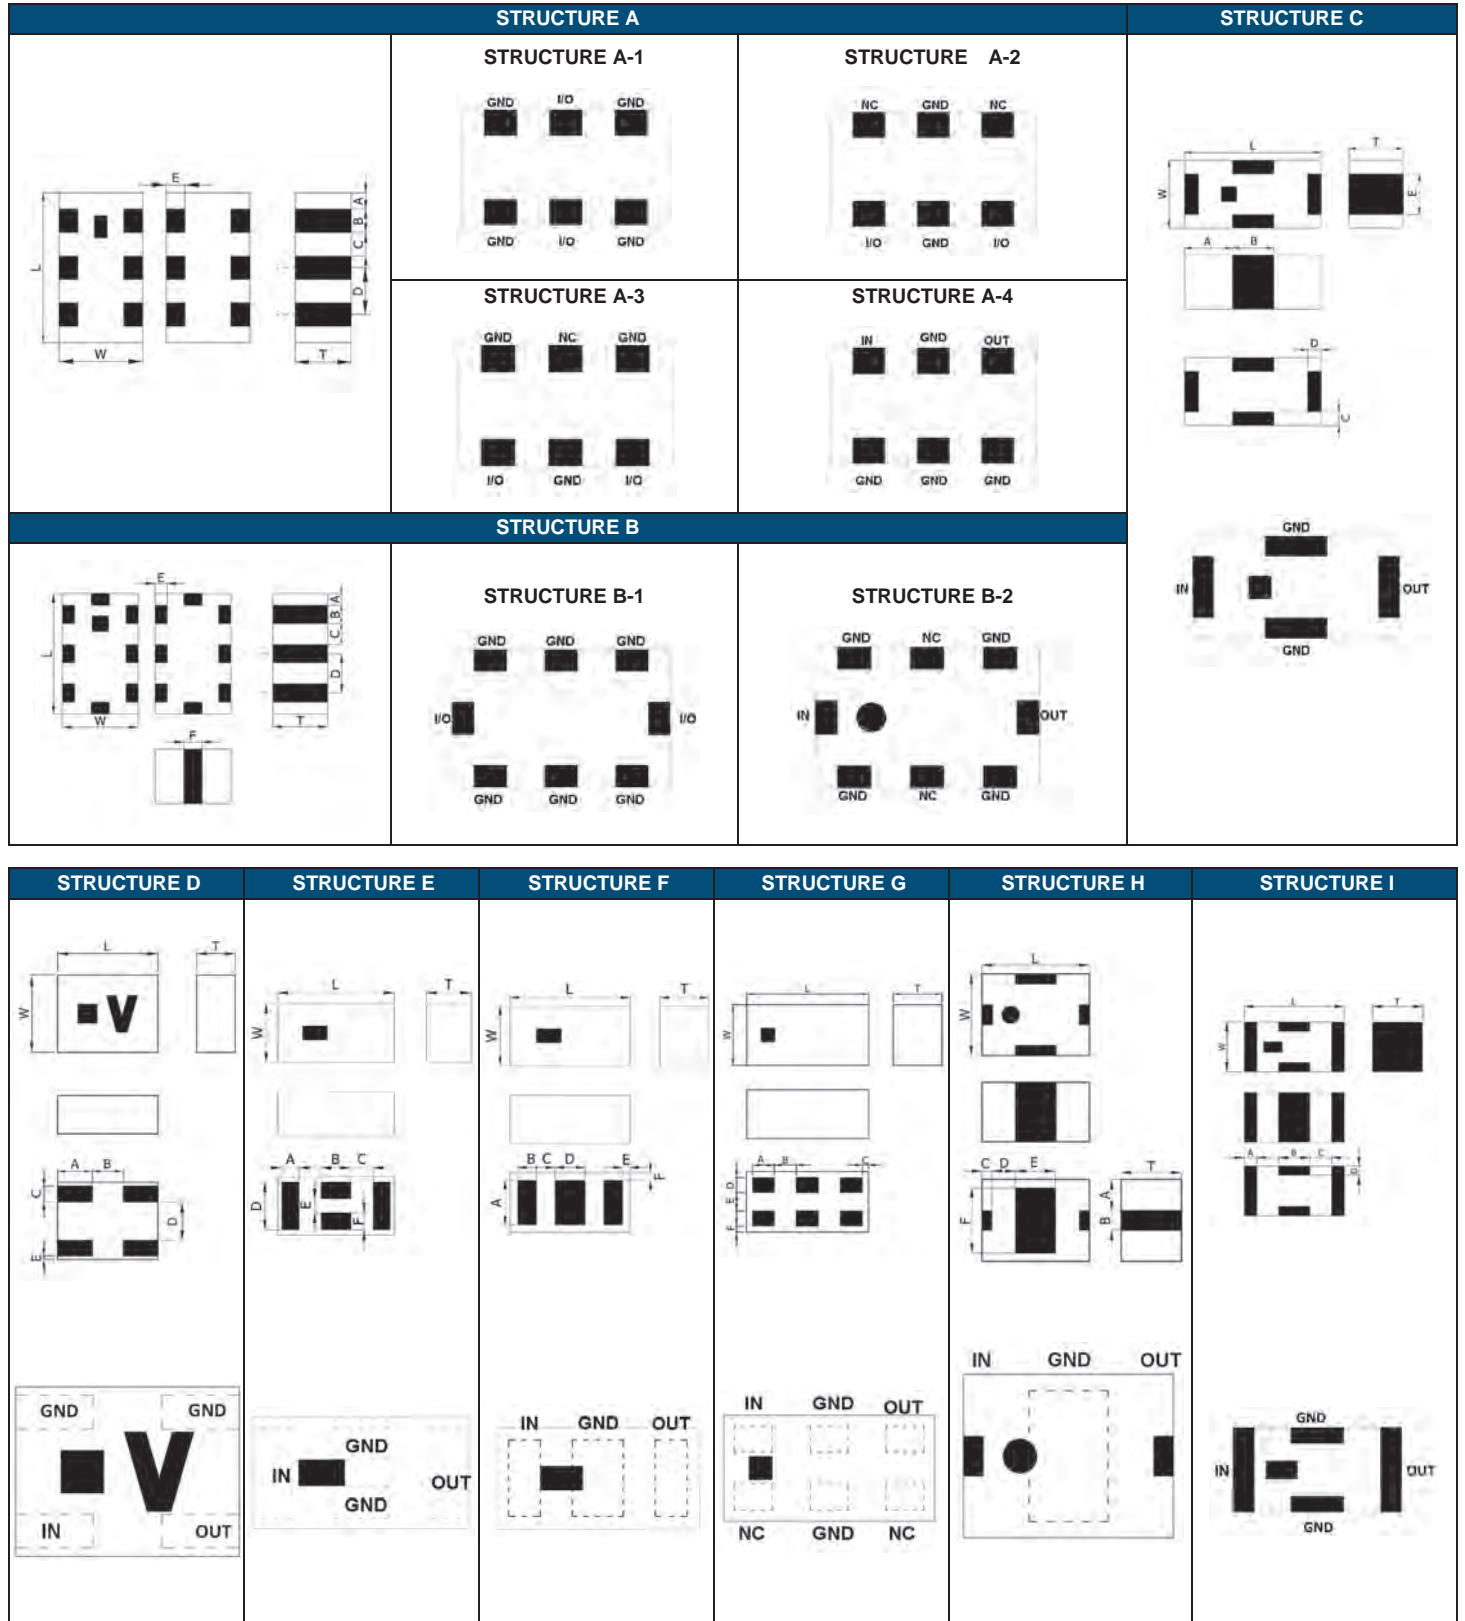 STRUCTURE A
STRUCTURE C
STRUCTURE A-1
STRUCTURE A-2
GND I/O GND
GND I/O GND
NC GND NC
I/O GND I/O
E
A
B
C
D
L
W
T
STRUCTURE A-3
STRUCTURE A-4
GND NC GND
I/O GND I/O
IN GND OUT
GND GND GND
L
T
W
E
A B
D
C
GND
IN
OUT
GND
STRUCTURE B
E
A
B
C
D
L
W
T
F
STRUCTURE B-1
GND GND GND
I/O I/O
GND GND GND
STRUCTURE B-2
GND NC GND
IN OUT
GND NC GND
STRUCTURE D
STRUCTURE E
STRUCTURE F
STRUCTURE G
STRUCTURE H
STRUCTURE I
L T
W
V
A B
C
D
E
GND GND
V
IN OUT
L T
W
A B C
D
E
F
GND
IN
OUT
GND
L T
W
B C D E
F
A
IN GND OUT
L T
W
A B C
D
E
F
IN GND OUT
NC GND NC
L
W
C D E
T
F
A
B
IN GND OUT
L T
W
A B C
D
GND
IN
OUT
GND